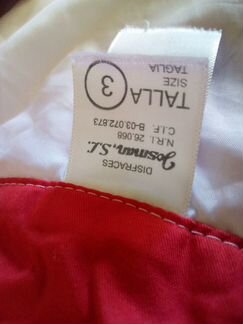 DISFRACES
Josman, S.L.
N.R.I. 26.068
C.I.F. B-03.072.873
TALLA 3
SIZE
TAGLIA